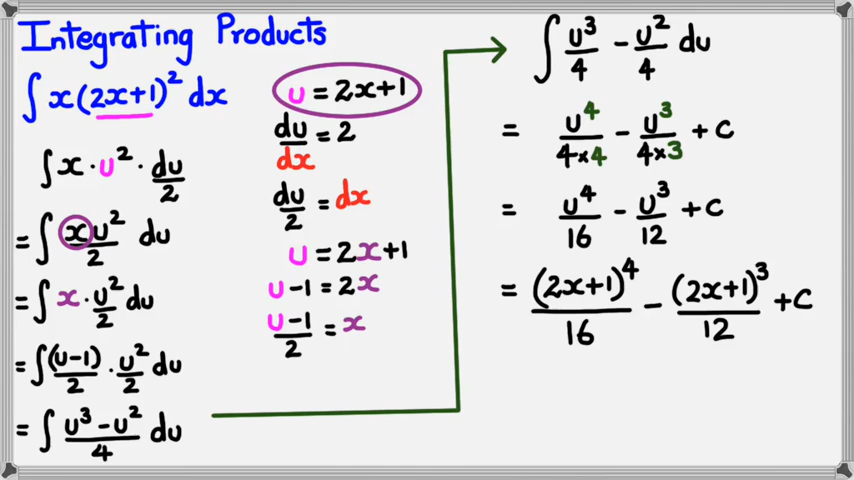 Integrating Products
∫ x(2x+1)² dx
∫ x · u² · du/2
= ∫ xu²/2 du
= ∫ x · u²/2 du
= ∫ (u-1)/2 · u²/2 du
= ∫ u³ - u²/4 du
u = 2x+1
du/dx = 2
du/2 = dx
u = 2x+1
u-1 = 2x
u-1/2 = x
∫ u³/4 - u²/4 du
= u⁴/4×4 - u³/4×3 + c
= u⁴/16 - u³/12 + c
= (2x+1)⁴/16 - (2x+1)³/12 + c